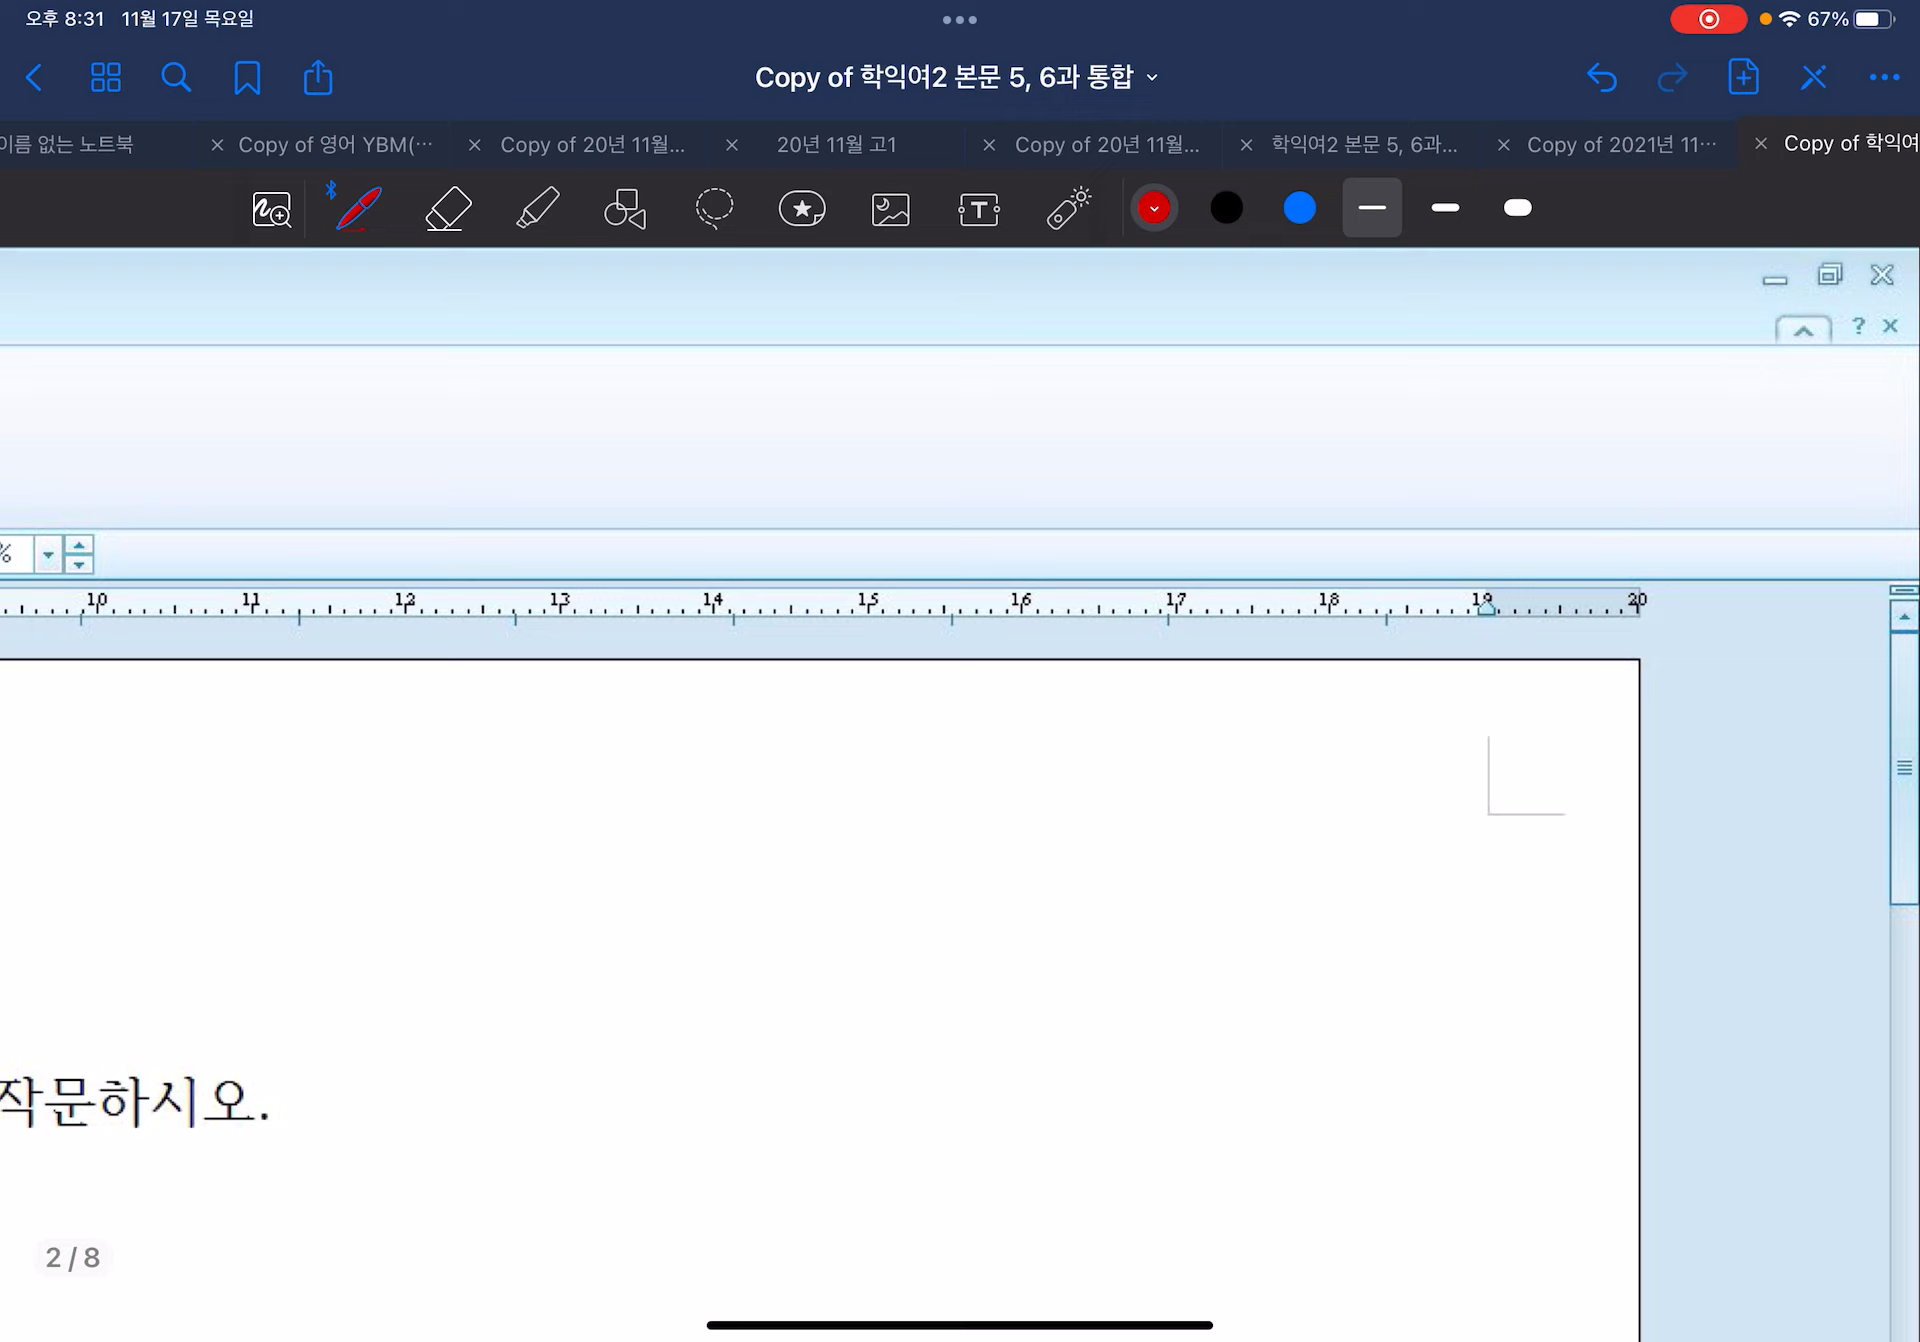 오후 8:31 11월 17일 목요일
67%
Copy of 학익여2 본문 5, 6과 통합
이름 없는 노트북
Copy of 영어 YBM(…
Copy of 20년 11월...
20년 11월 고1
Copy of 20년 11월...
학익여2 본문 5, 6과...
Copy of 2021년 11…
Copy of 학익여
T
?
%
10 11 12 13 14 15 16 17 18 19 20
작문하시오.
2 / 8